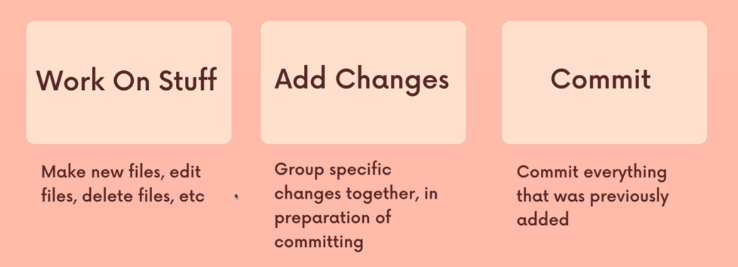 Work On Stuff
Make new files, edit
files, delete files, etc
Add Changes
Group specific
changes together, in
preparation of
committing
Commit
Commit everything
that was previously
added